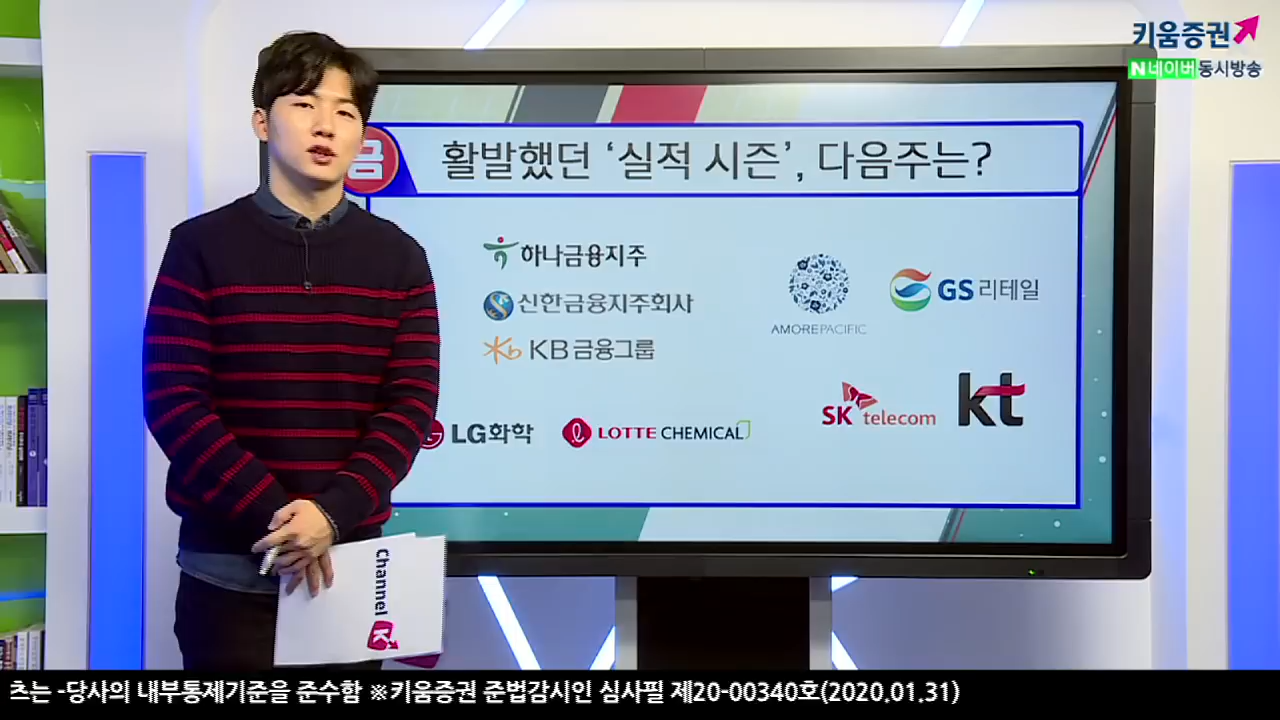 키움증권
N 네이버 동시방송
금
활발했던 ‘실적 시즌’, 다음주는?
하나금융지주
신한금융지주회사
KB금융그룹
AMOREPACIFIC
GS리테일
LG화학
LOTTE CHEMICAL
SK telecom
kt
Channel K
츠는 -당사의 내부통제기준을 준수함 ※키움증권 준법감시인 심사필 제20-00340호(2020.01.31)